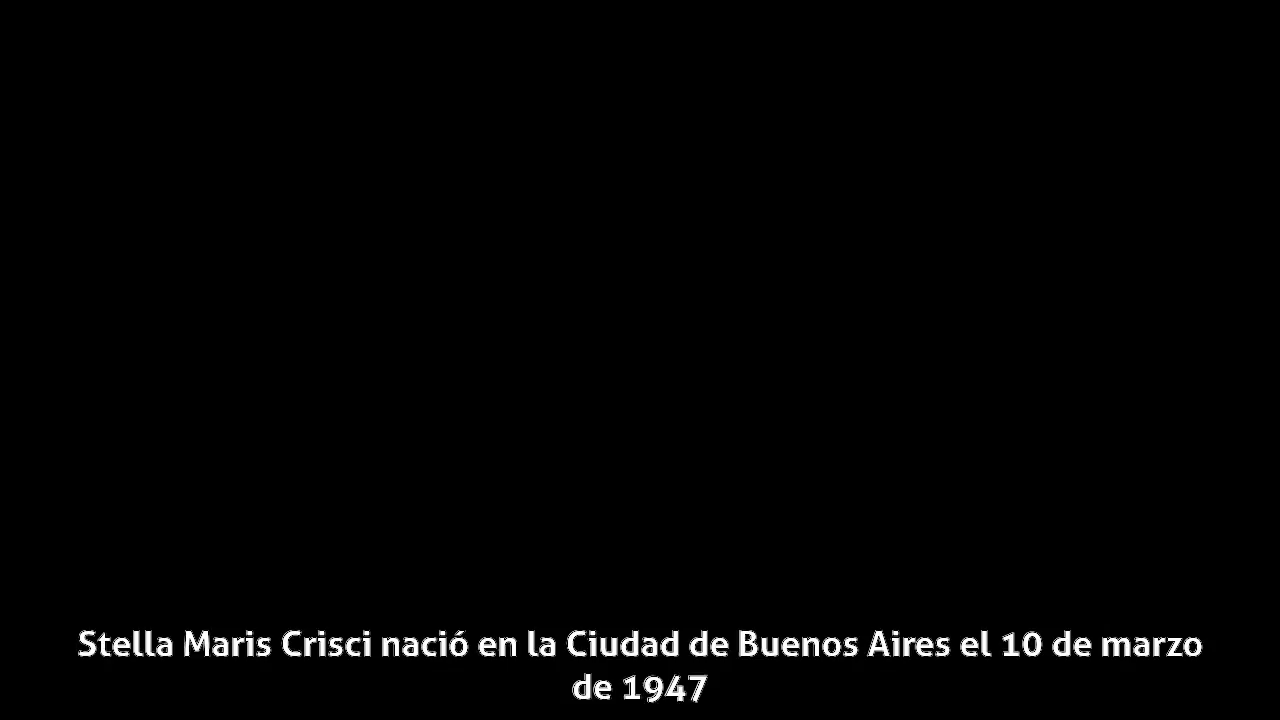 Stella Maris Crisci nació en la Ciudad de Buenos Aires el 10 de marzo
de 1947